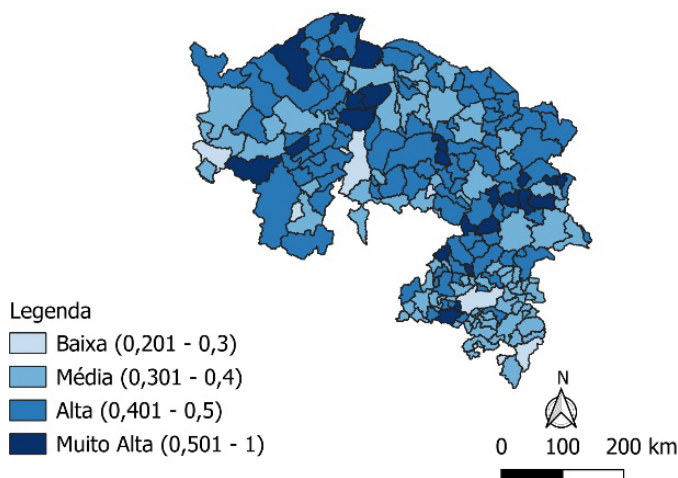 Legenda
Baixa (0,201 - 0,3)
Média (0,301 - 0,4)
Alta (0,401 - 0,5)
Muito Alta (0,501 - 1)
N
0 100 200 km